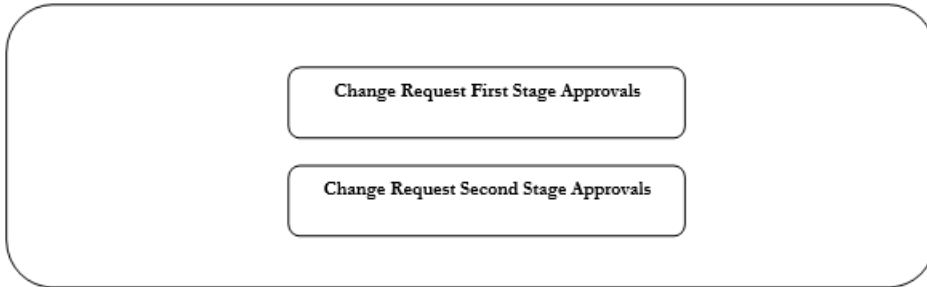 Change Request First Stage Approvals
Change Request Second Stage Approvals